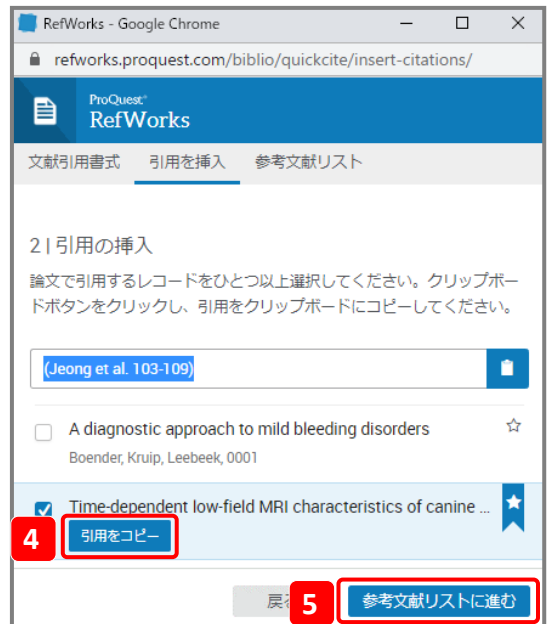 RefWorks - Google Chrome
refworks.proquest.com/biblio/quickcite/insert-citations/
ProQuest®
RefWorks
文献引用書式 引用を挿入 参考文献リスト
2 | 引用の挿入
論文で引用するレコードをひとつ以上選択してください。クリップボー
ドボタンをクリックし、引用をクリップボードにコピーしてください。
(Jeong et al. 103-109)
A diagnostic approach to mild bleeding disorders
Boender, Kruip, Leebeek, 0001
Time-dependent low-field MRI characteristics of canine ...
4 引用をコピー
戻 5 参考文献リストに進む